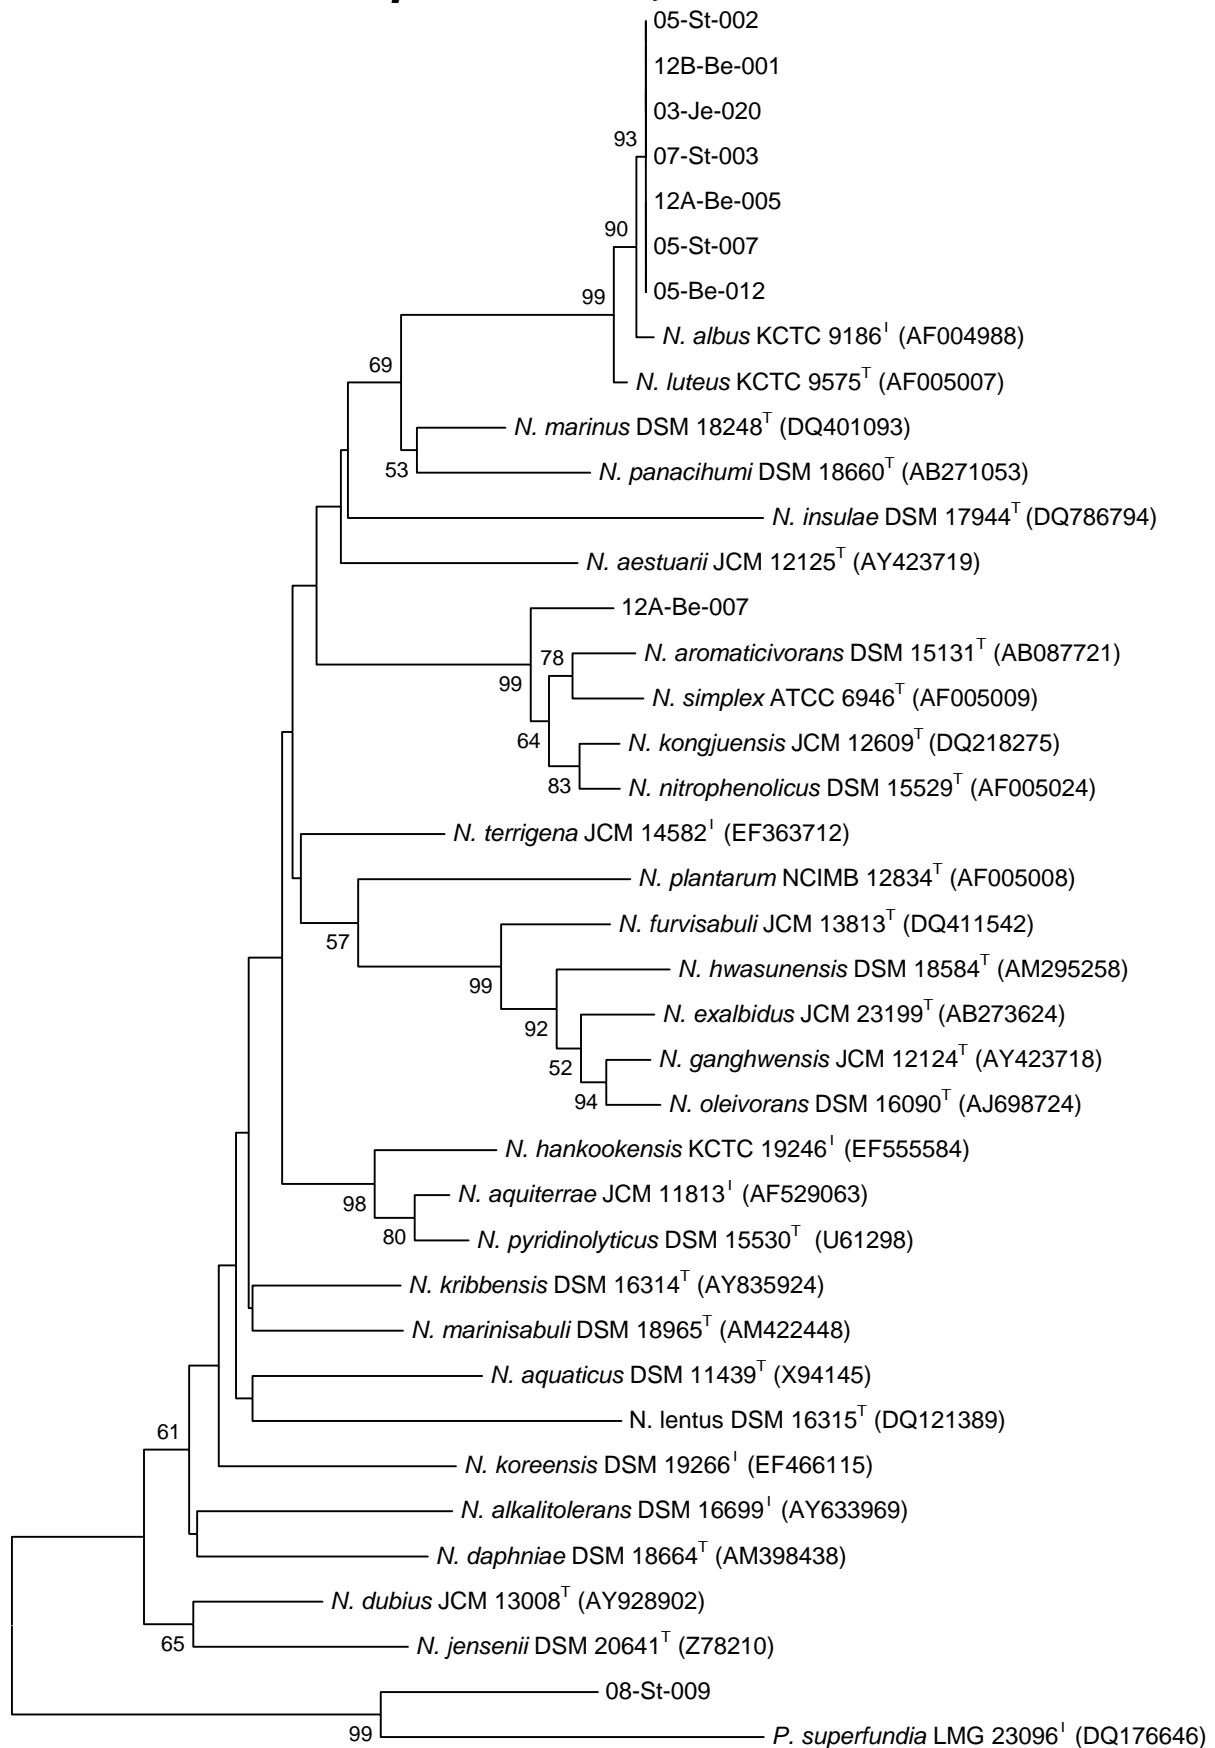 05-St-002
12B-Be-001
03-Je-020
93
07-St-003
12A-Be-005
90
05-St-007
05-Be-012
99
N. albus KCTC 9186ᴵ (AF004988)
69
N. luteus KCTC 9575ᵀ (AF005007)
N. marinus DSM 18248ᵀ (DQ401093)
53
N. panacihumi DSM 18660ᵀ (AB271053)
N. insulae DSM 17944ᵀ (DQ786794)
N. aestuarii JCM 12125ᵀ (AY423719)
12A-Be-007
78
N. aromaticivorans DSM 15131ᵀ (AB087721)
99
N. simplex ATCC 6946ᵀ (AF005009)
64
N. kongjuensis JCM 12609ᵀ (DQ218275)
83
N. nitrophenolicus DSM 15529ᵀ (AF005024)
N. terrigena JCM 14582ᴵ (EF363712)
N. plantarum NCIMB 12834ᵀ (AF005008)
57
N. furvisabuli JCM 13813ᵀ (DQ411542)
99
N. hwasunensis DSM 18584ᵀ (AM295258)
92
N. exalbidus JCM 23199ᵀ (AB273624)
52
N. ganghwensis JCM 12124ᵀ (AY423718)
94
N. oleivorans DSM 16090ᵀ (AJ698724)
N. hankookensis KCTC 19246ᴵ (EF555584)
98
N. aquiterrae JCM 11813ᴵ (AF529063)
80
N. pyridinolyticus DSM 15530ᵀ (U61298)
N. kribbensis DSM 16314ᵀ (AY835924)
N. marinisabuli DSM 18965ᵀ (AM422448)
N. aquaticus DSM 11439ᵀ (X94145)
N. lentus DSM 16315ᵀ (DQ121389)
61
N. koreensis DSM 19266ᴵ (EF466115)
N. alkalitolerans DSM 16699ᴵ (AY633969)
N. daphniae DSM 18664ᵀ (AM398438)
N. dubius JCM 13008ᵀ (AY928902)
65
N. jensenii DSM 20641ᵀ (Z78210)
08-St-009
99
P. superfundia LMG 23096ᴵ (DQ176646)